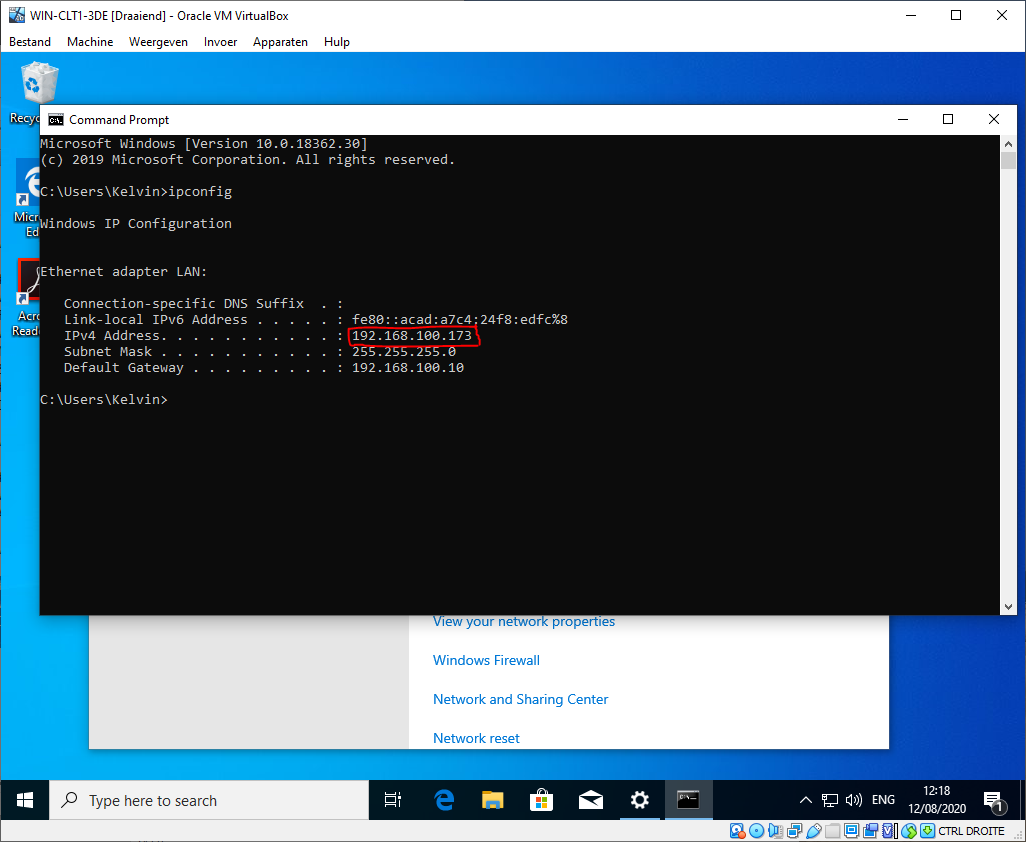 WIN-CLT1-3DE [Draaiend] - Oracle VM VirtualBox
Bestand Machine Weergeven Invoer Apparaten Help
Recyc
Command Prompt
Microsoft Windows [Version 10.0.18362.30]
(c) 2019 Microsoft Corporation. All rights reserved.
C:\Users\Kelvin>ipconfig
Micr
Ed
Windows IP Configuration
Ethernet adapter LAN:
Connection-specific DNS Suffix . :
Link-local IPv6 Address . . . . . : fe80::acad:a7c4:24f8:edfc%8
IPv4 Address. . . . . . . . . . . : 192.168.100.173
Subnet Mask . . . . . . . . . . . : 255.255.255.0
Default Gateway . . . . . . . . . : 192.168.100.10
Acro
Read
C:\Users\Kelvin>
View your network properties
Windows Firewall
Network and Sharing Center
Network reset
Type here to search
ENG
12:18
12/08/2020
1
CTRL DROITE